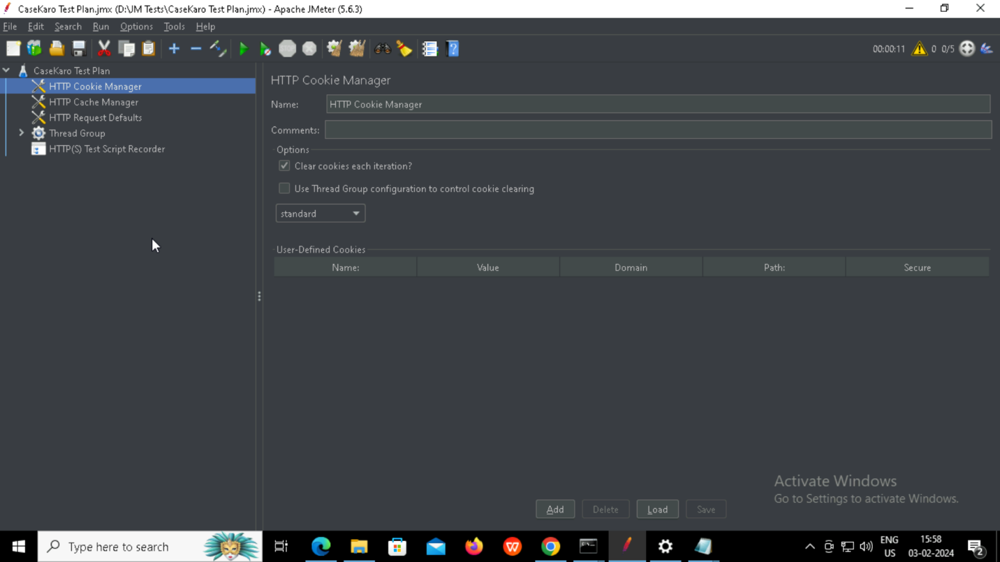 CaseKaro Test Plan.jmx (D:\JM Tests\CaseKaro Test Plan.jmx) - Apache JMeter (5.6.3)
File Edit Search Run Options Tools Help
STOP
00:00:11 0 0/5
CaseKaro Test Plan
HTTP Cookie Manager
HTTP Cache Manager
HTTP Request Defaults
Thread Group
HTTP(S) Test Script Recorder
HTTP Cookie Manager
Name: HTTP Cookie Manager
Comments:
Options
Clear cookies each iteration?
Use Thread Group configuration to control cookie clearing
standard
User-Defined Cookies
Name: Value Domain Path: Secure
Add Delete Load Save
Activate Windows
Go to Settings to activate Windows.
Type here to search
ENG
US
15:58
03-02-2024
2